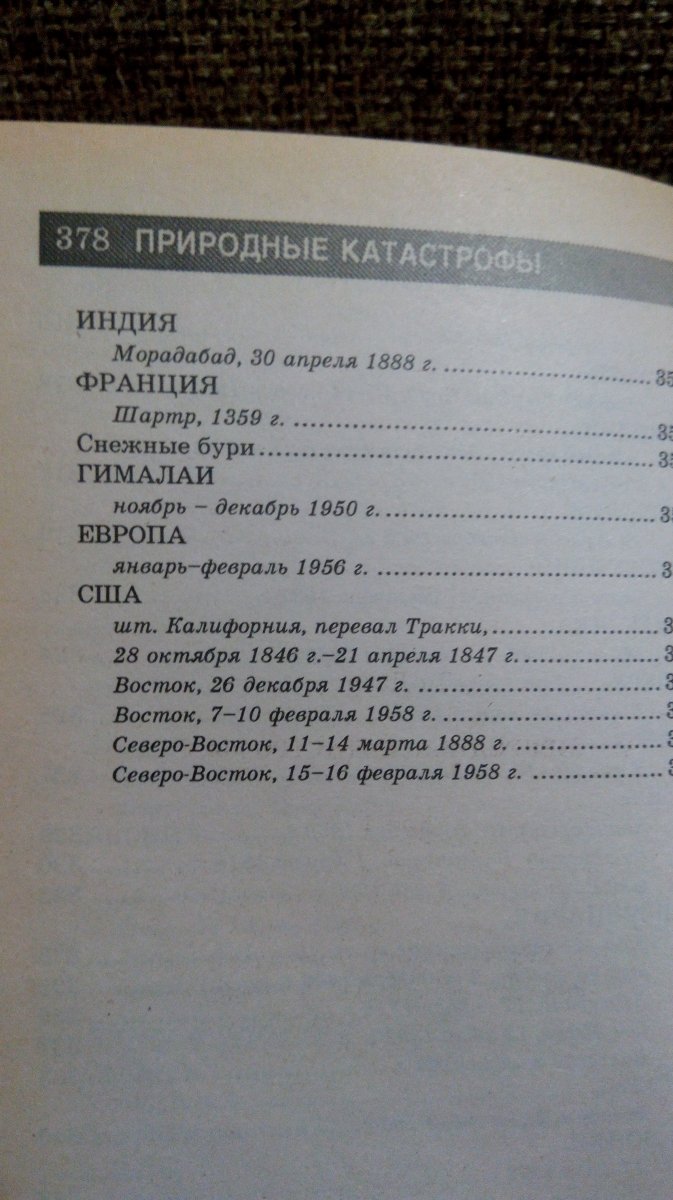 378 ПРИРОДНЫЕ КАТАСТРОФЫ
ИНДИЯ
Морадабад, 30 апреля 1888 г. ........................
ФРАНЦИЯ
Шартр, 1359 г. ........................
Снежные бури ........................
ГИМАЛАИ
ноябрь – декабрь 1950 г. ........................
ЕВРОПА
январь–февраль 1956 г. ........................
США
шт. Калифорния, перевал Тракки, ........................
28 октября 1846 г.–21 апреля 1847 г. ........................
Восток, 26 декабря 1947 г. ........................
Восток, 7–10 февраля 1958 г. ........................
Северо-Восток, 11–14 марта 1888 г. ........................
Северо-Восток, 15–16 февраля 1958 г. ........................